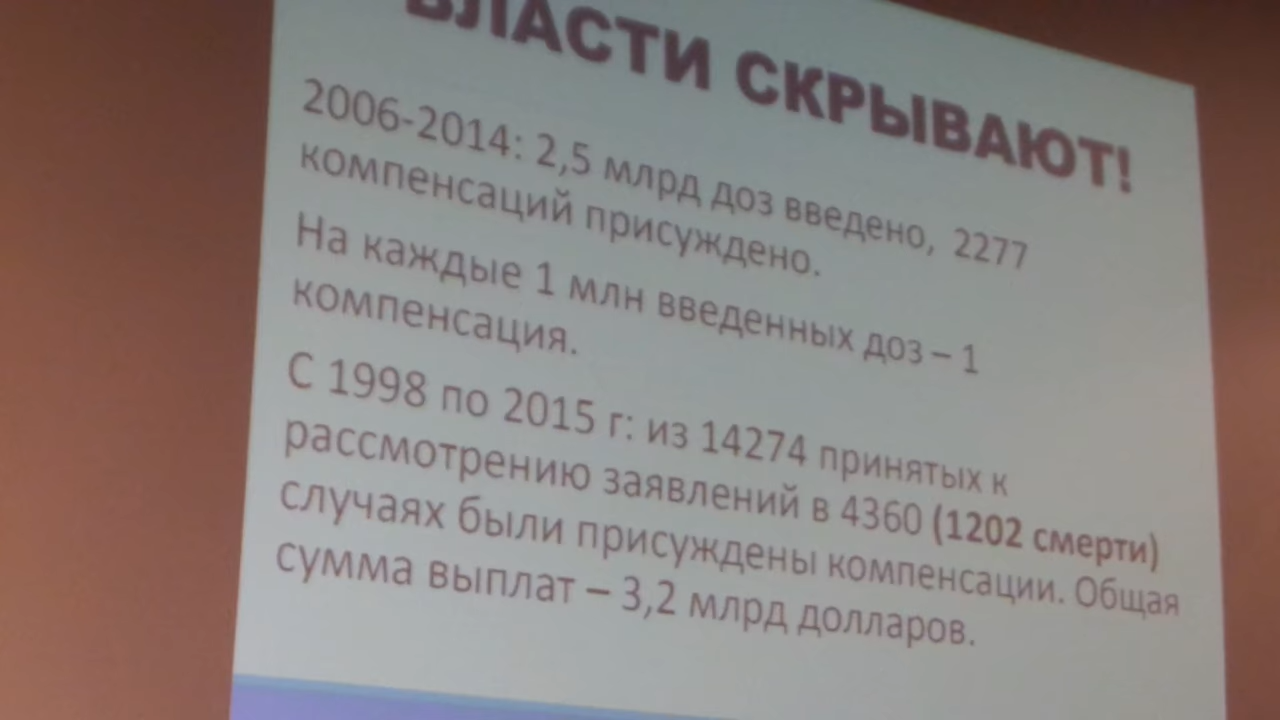 ВЛАСТИ СКРЫВАЮТ!
2006-2014: 2,5 млрд доз введено, 2277
компенсаций присуждено.
На каждые 1 млн введенных доз – 1
компенсация.
С 1998 по 2015 г: из 14274 принятых к
рассмотрению заявлений в 4360 (1202 смерти)
случаях были присуждены компенсации. Общая
сумма выплат – 3,2 млрд долларов.